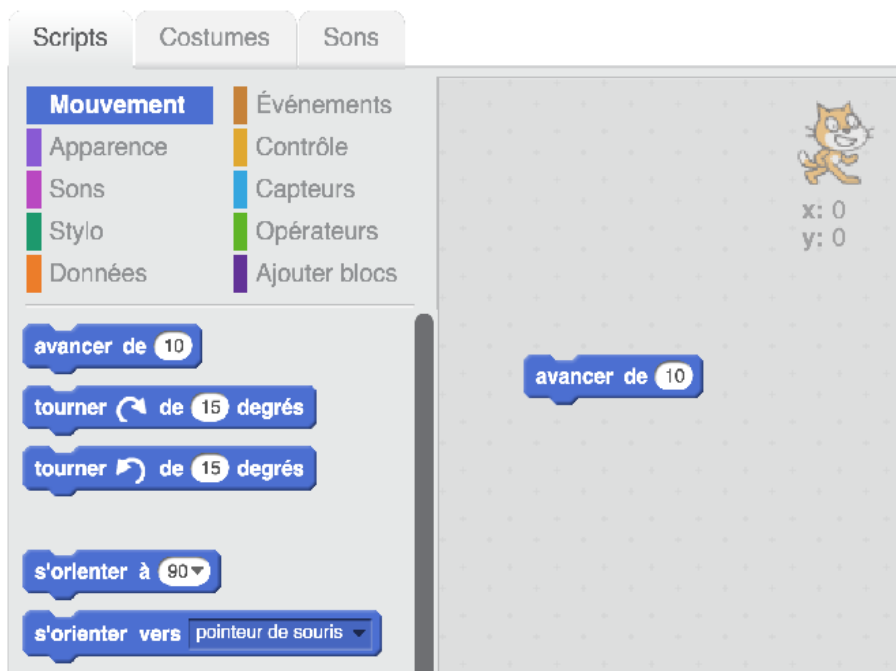 Scripts Costumes Sons
Mouvement Événements
Apparence Contrôle
Sons Capteurs
Stylo Opérateurs
Données Ajouter blocs
x: 0
y: 0
avancer de 10
avancer de 10
tourner de 15 degrés
tourner de 15 degrés
s'orienter à 90
s'orienter vers pointeur de souris